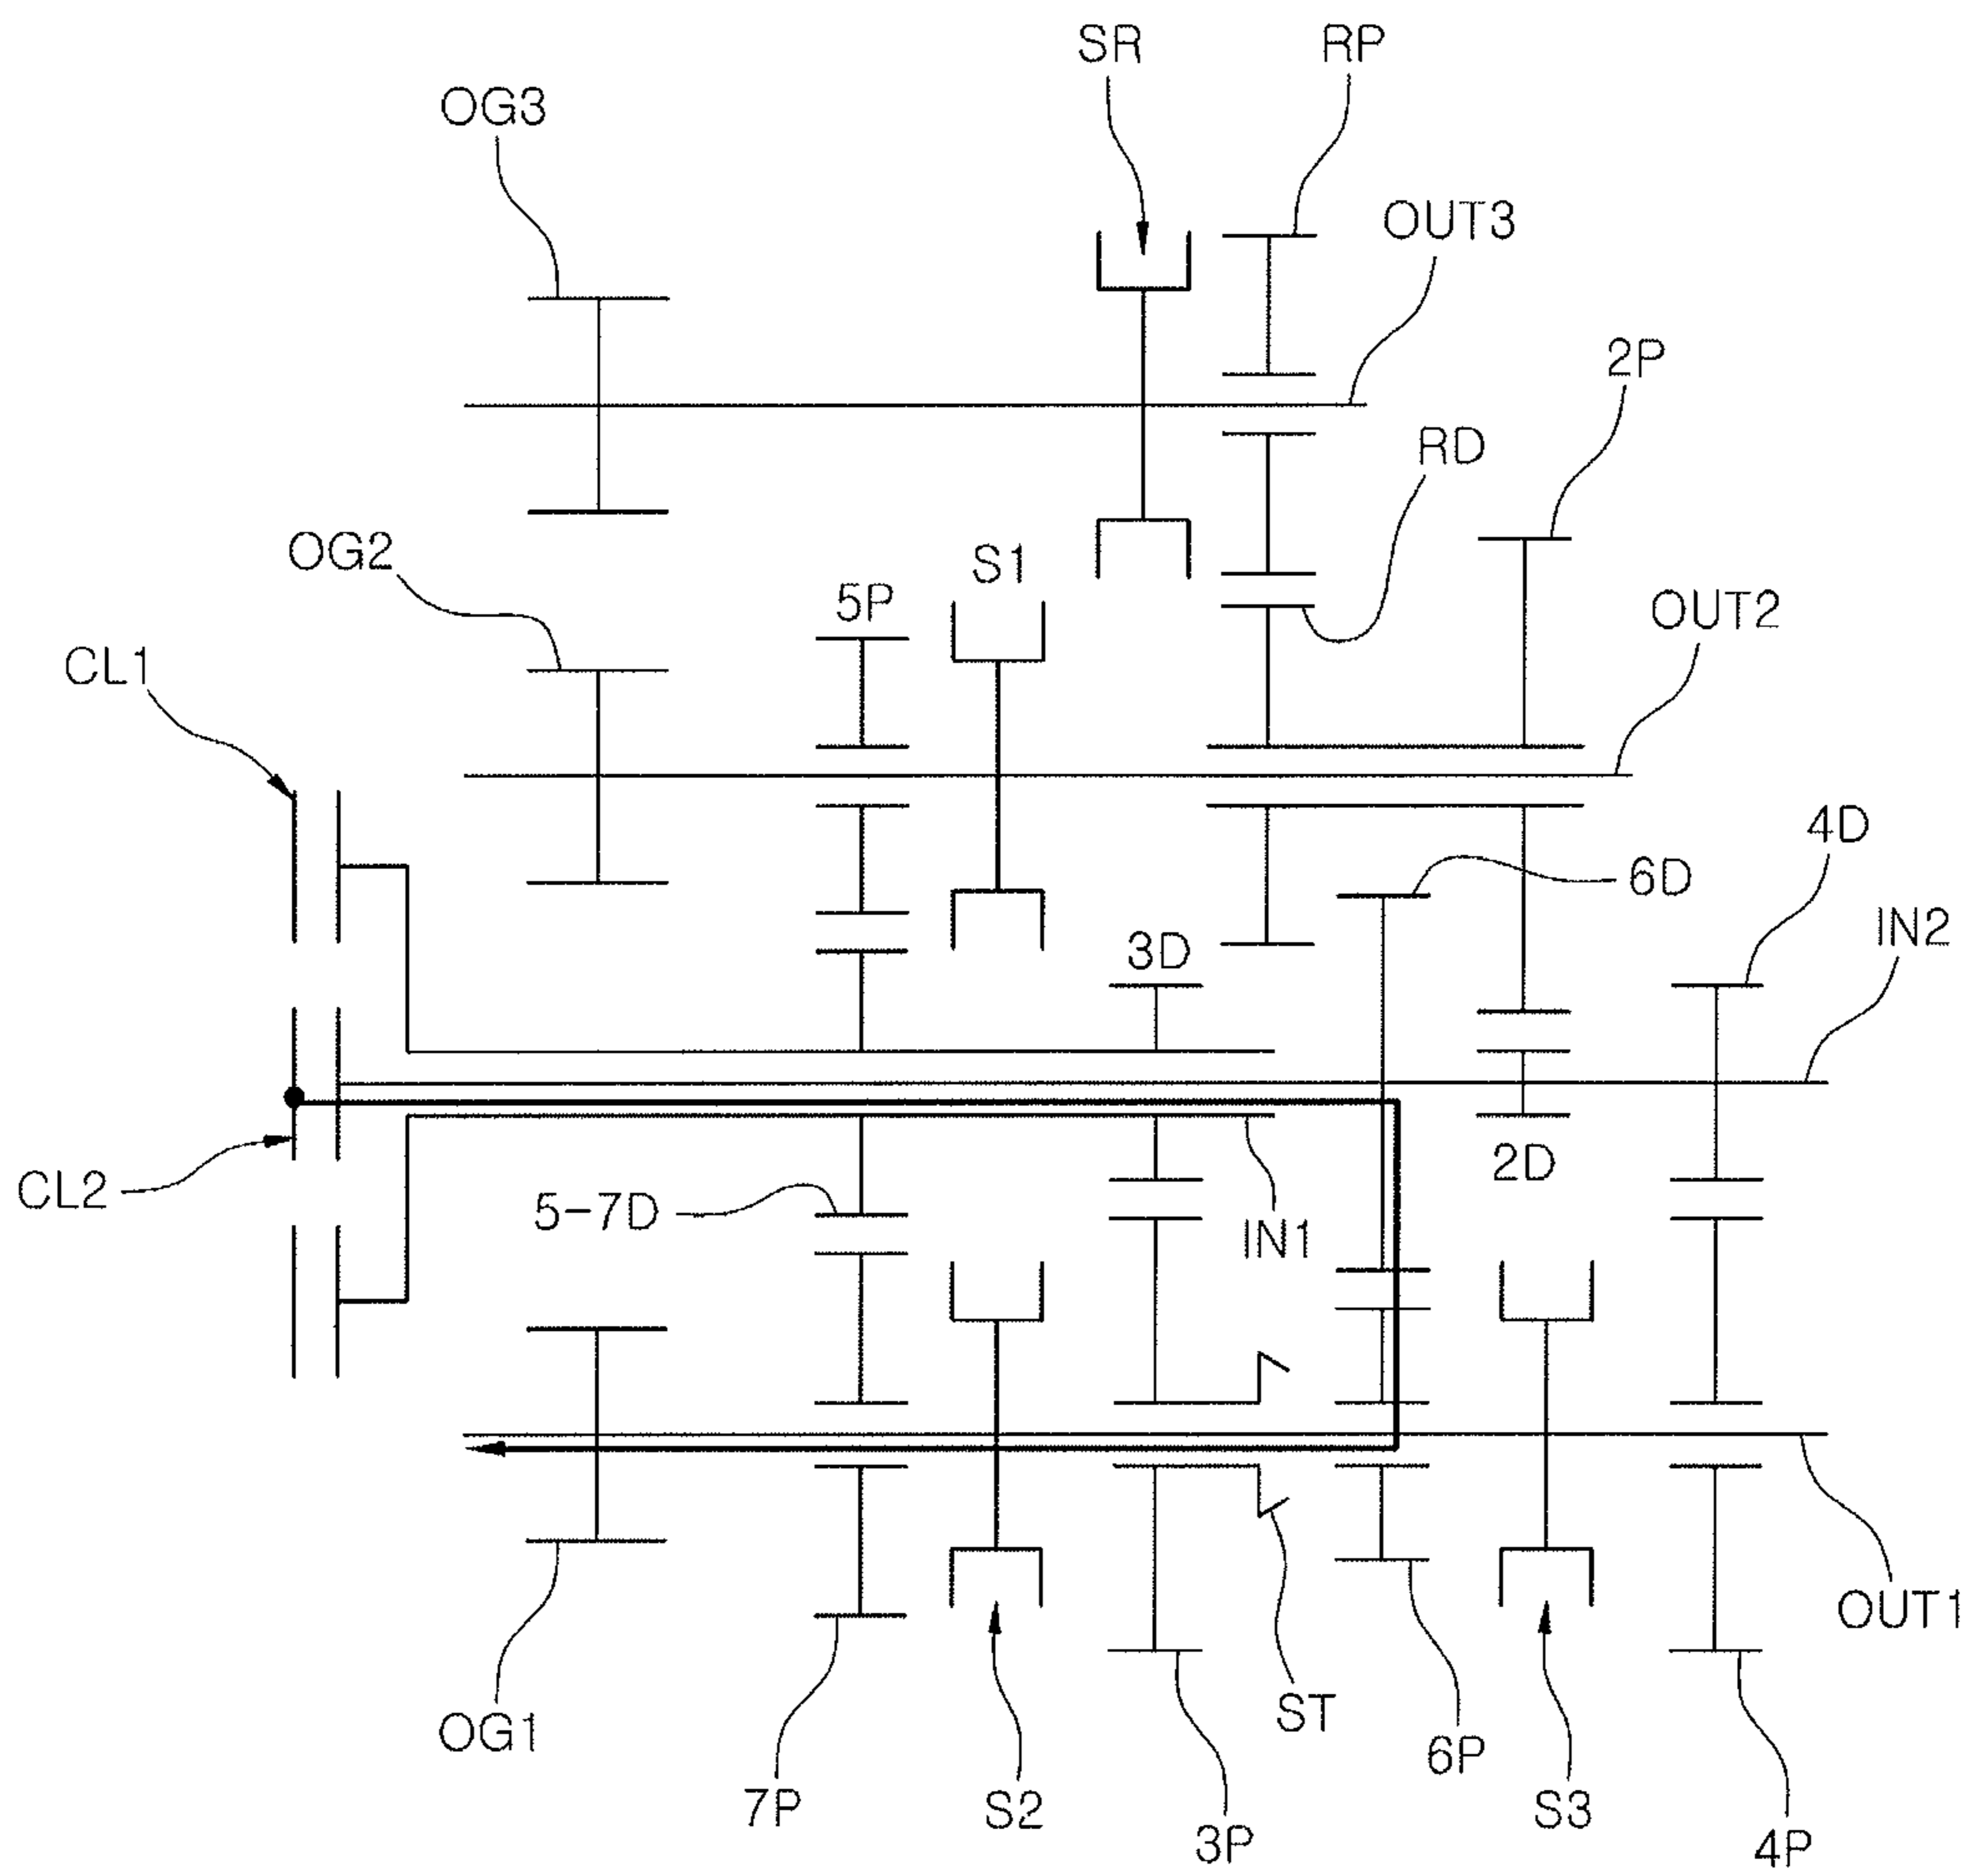 SR
RP
OG3
OUT3
2P
RD
OG2
S1
5P
OUT2
CL1
4D
6D
IN2
3D
2D
CL2
5-7D
IN1
OUT1
ST
OG1
6P
7P
S2
S3
3P
4P